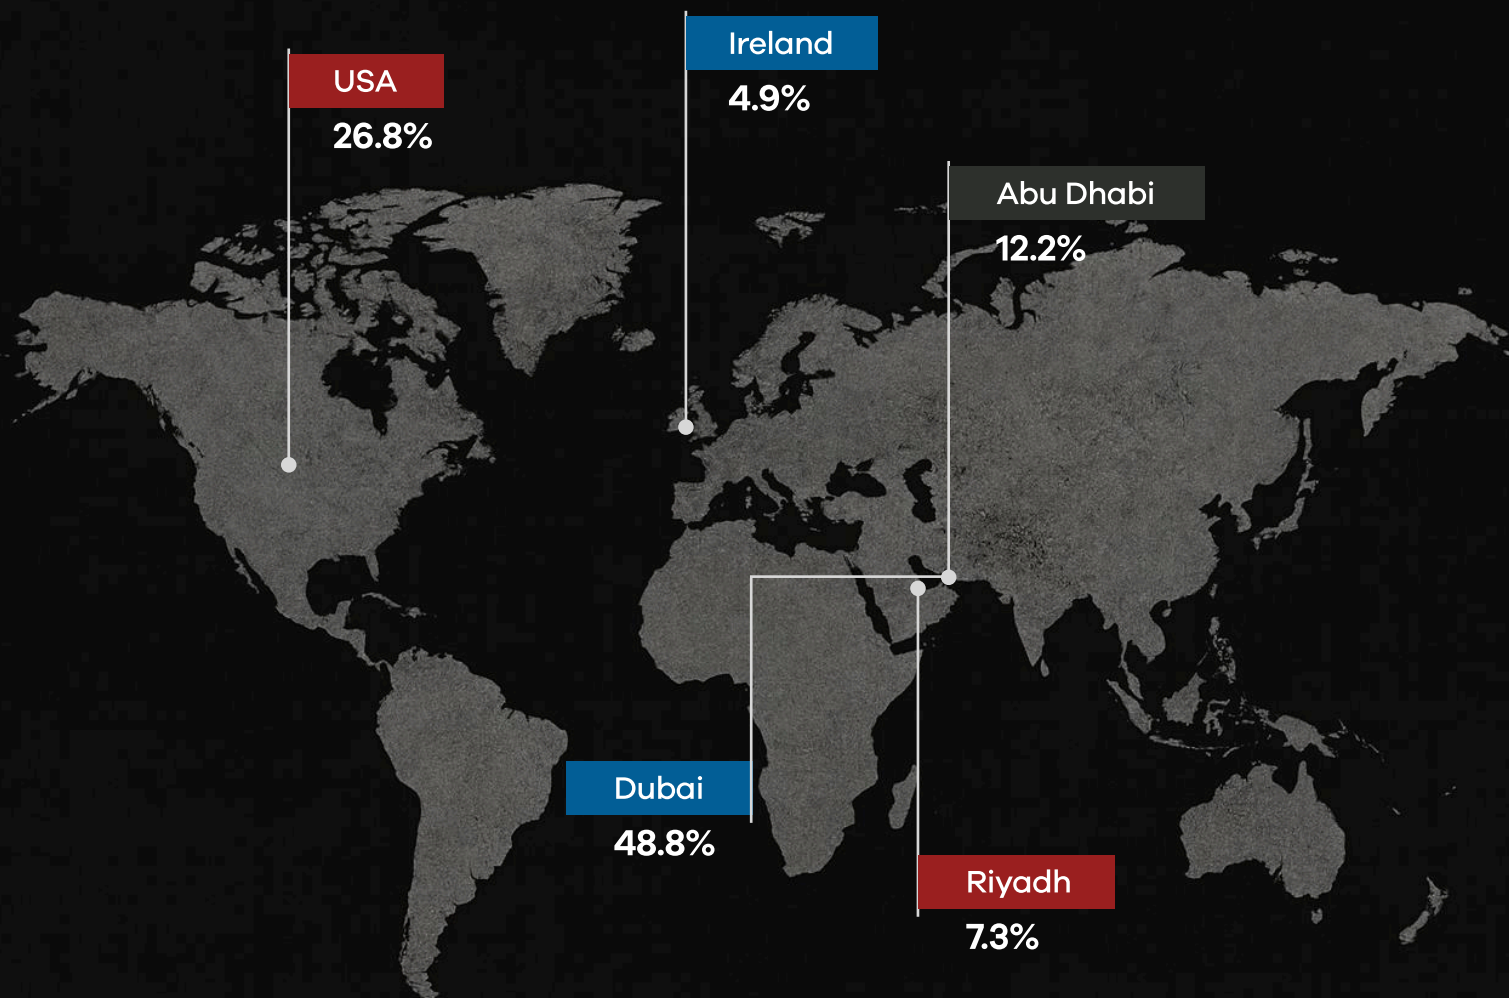 Ireland
4.9%
USA
26.8%
Abu Dhabi
12.2%
Dubai
48.8%
Riyadh
7.3%